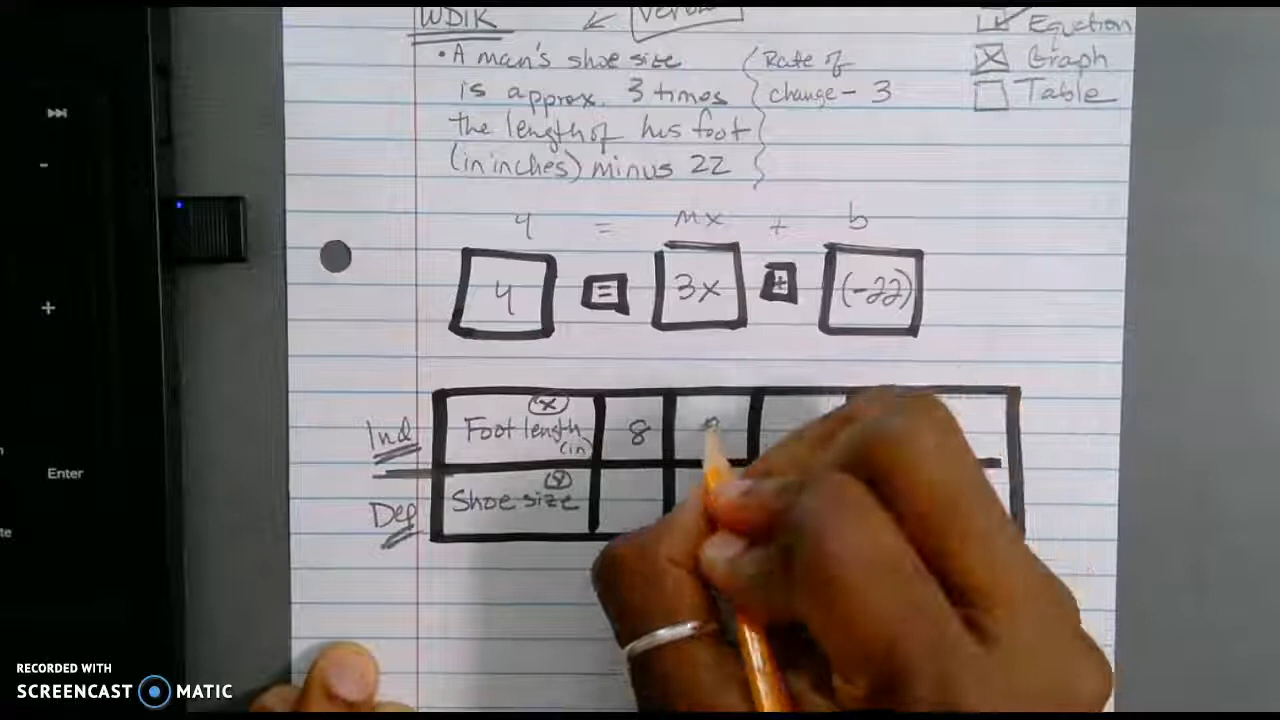 WDIK
Verbal
• A man's shoe size
is approx. 3 times
the length of his foot
(in inches) minus 22
Rate of
change - 3
Equation
Graph
Table
y = mx + b
y = 3x + (-22)
Ind
Foot length (x)
(in)
8
Dep
Shoe size (y)
Enter
RECORDED WITH
SCREENCAST MATIC